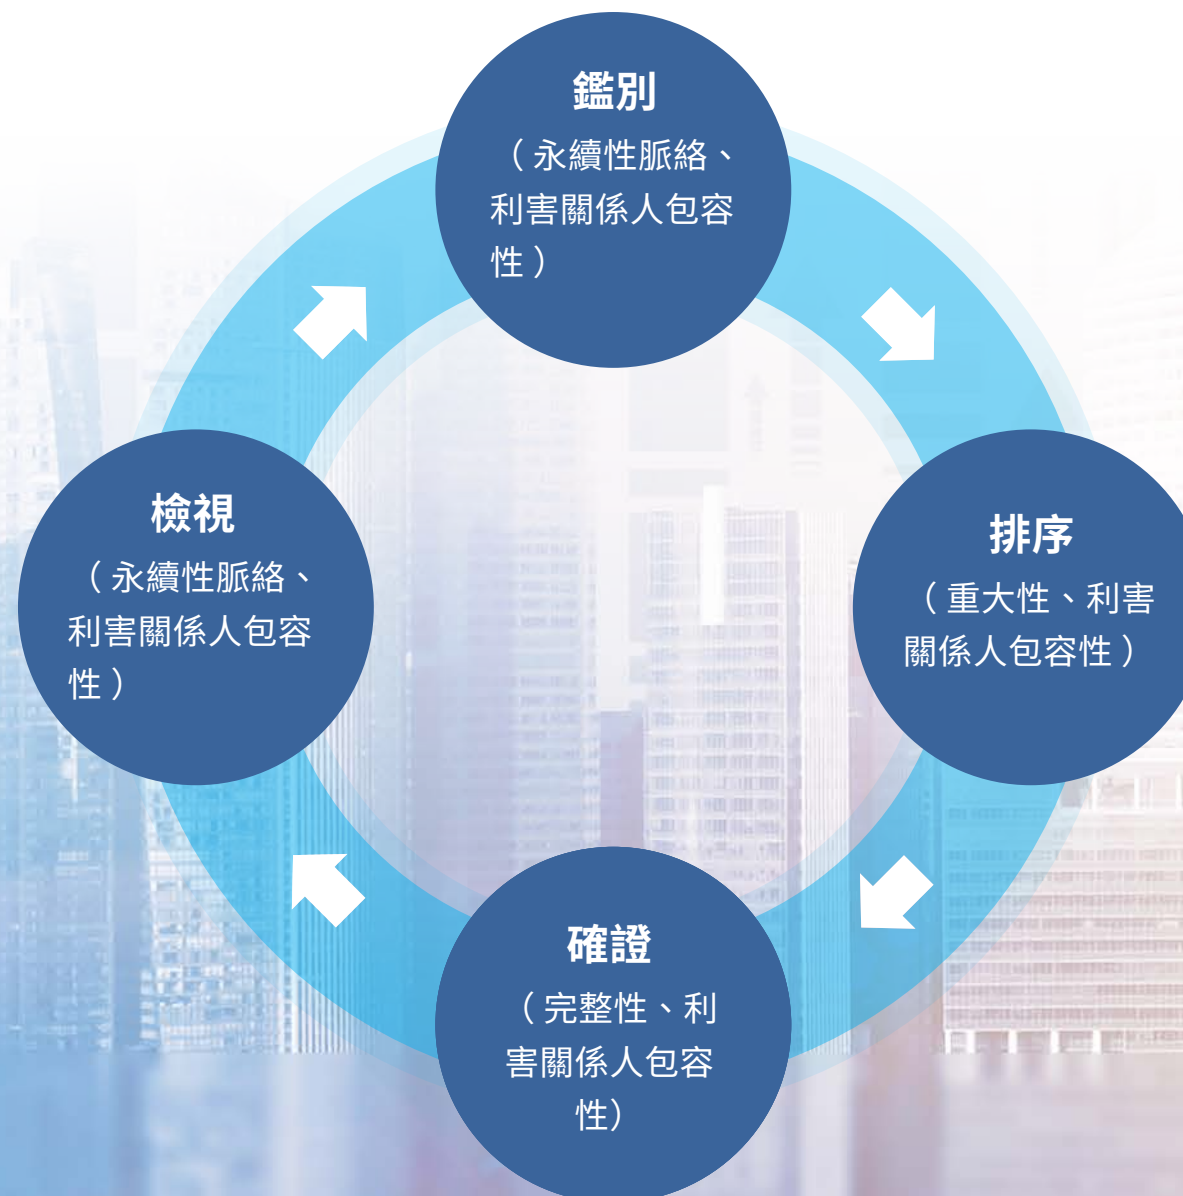 鑑別
（永續性脈絡、
利害關係人包容
性）
排序
（重大性、利害
關係人包容性）
確證
（完整性、利
害關係人包容
性）
檢視
（永續性脈絡、
利害關係人包容
性）